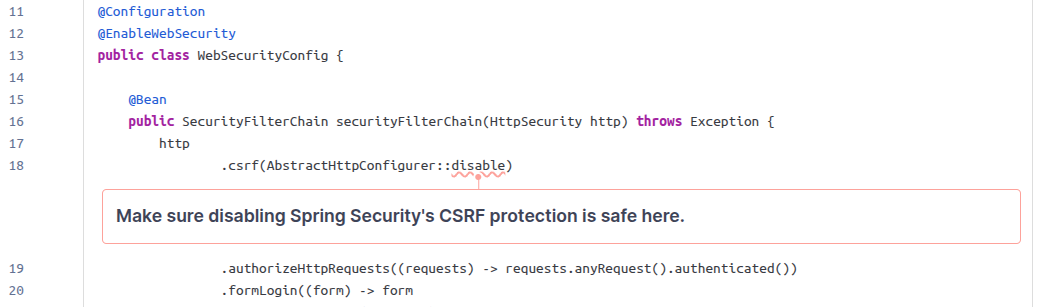 11 @Configuration
12 @EnableWebSecurity
13 public class WebSecurityConfig {
14
15 @Bean
16 public SecurityFilterChain securityFilterChain(HttpSecurity http) throws Exception {
17 http
18 .csrf(AbstractHttpConfigurer::disable)
Make sure disabling Spring Security's CSRF protection is safe here.
19 .authorizeHttpRequests((requests) -> requests.anyRequest().authenticated())
20 .formLogin((form) -> form